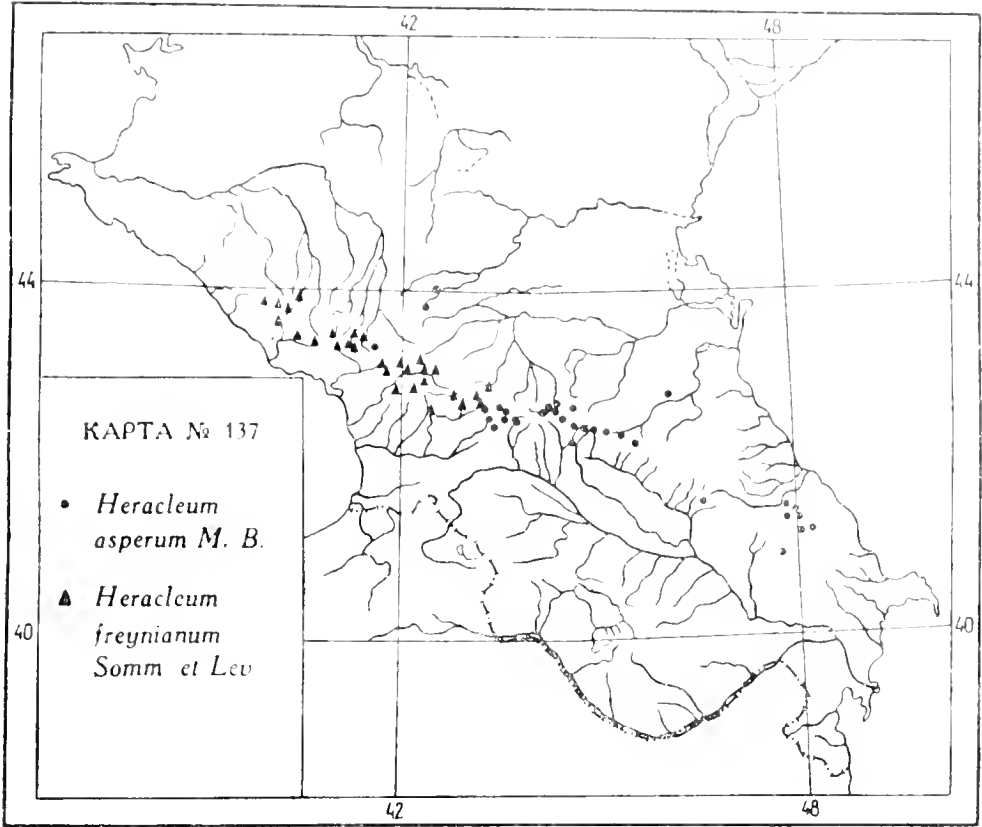 42 48
44 44
КАРТА № 137
Heracleum
asperum M. B.
Heracleum
freynianum
Somm et Lev
40 40
42 48